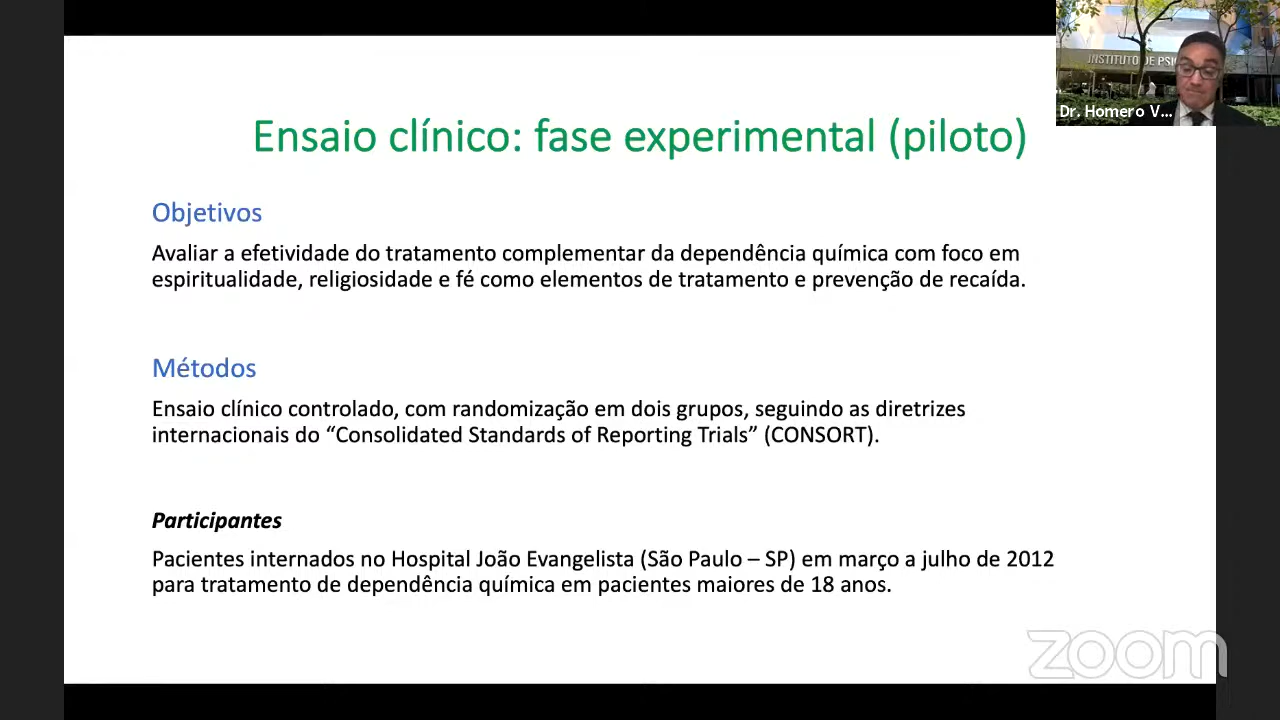 INSTITUTO DE PSI
Dr. Homero V...
Ensaio clínico: fase experimental (piloto)
Objetivos
Avaliar a efetividade do tratamento complementar da dependência química com foco em
espiritualidade, religiosidade e fé como elementos de tratamento e prevenção de recaída.
Métodos
Ensaio clínico controlado, com randomização em dois grupos, seguindo as diretrizes
internacionais do “Consolidated Standards of Reporting Trials” (CONSORT).
Participantes
Pacientes internados no Hospital João Evangelista (São Paulo – SP) em março a julho de 2012
para tratamento de dependência química em pacientes maiores de 18 anos.
zoom